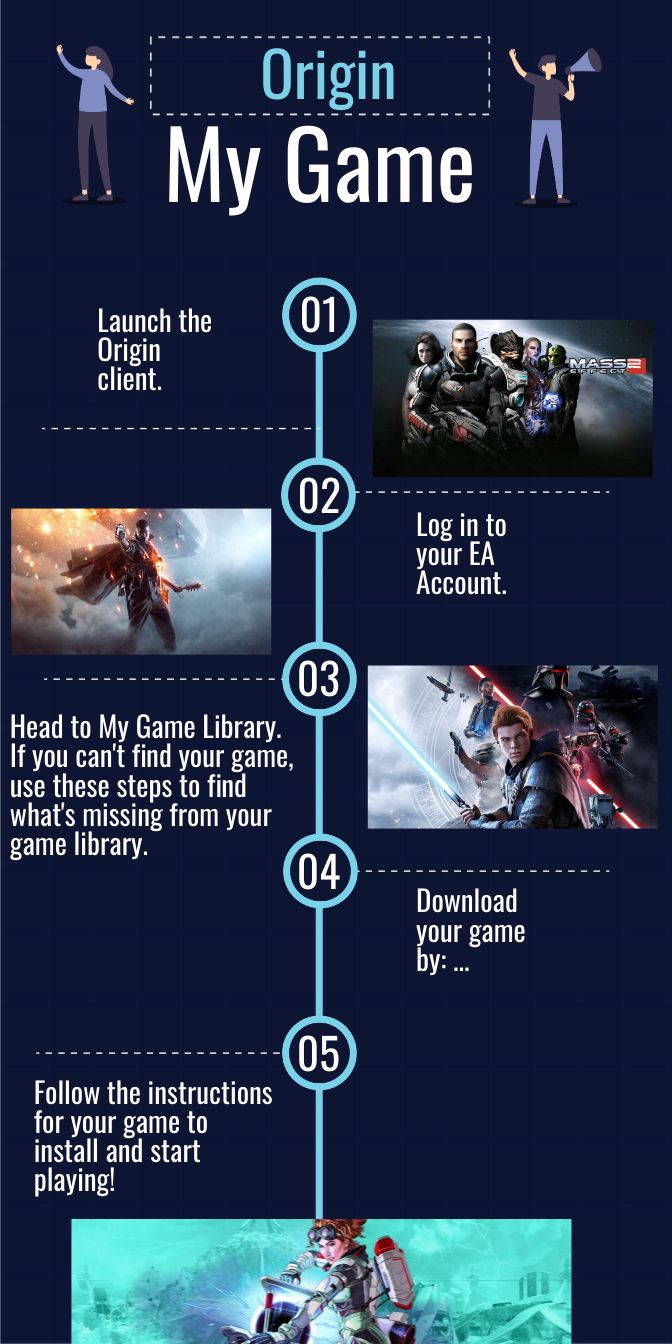 Origin
My Game
01
Launch the
Origin
client.
N7
MASS 2
EFFECT
02
Log in to
your EA
Account.
03
Head to My Game Library.
If you can't find your game,
use these steps to find
what's missing from your
game library.
04
Download
your game
by: ...
05
Follow the instructions
for your game to
install and start
playing!